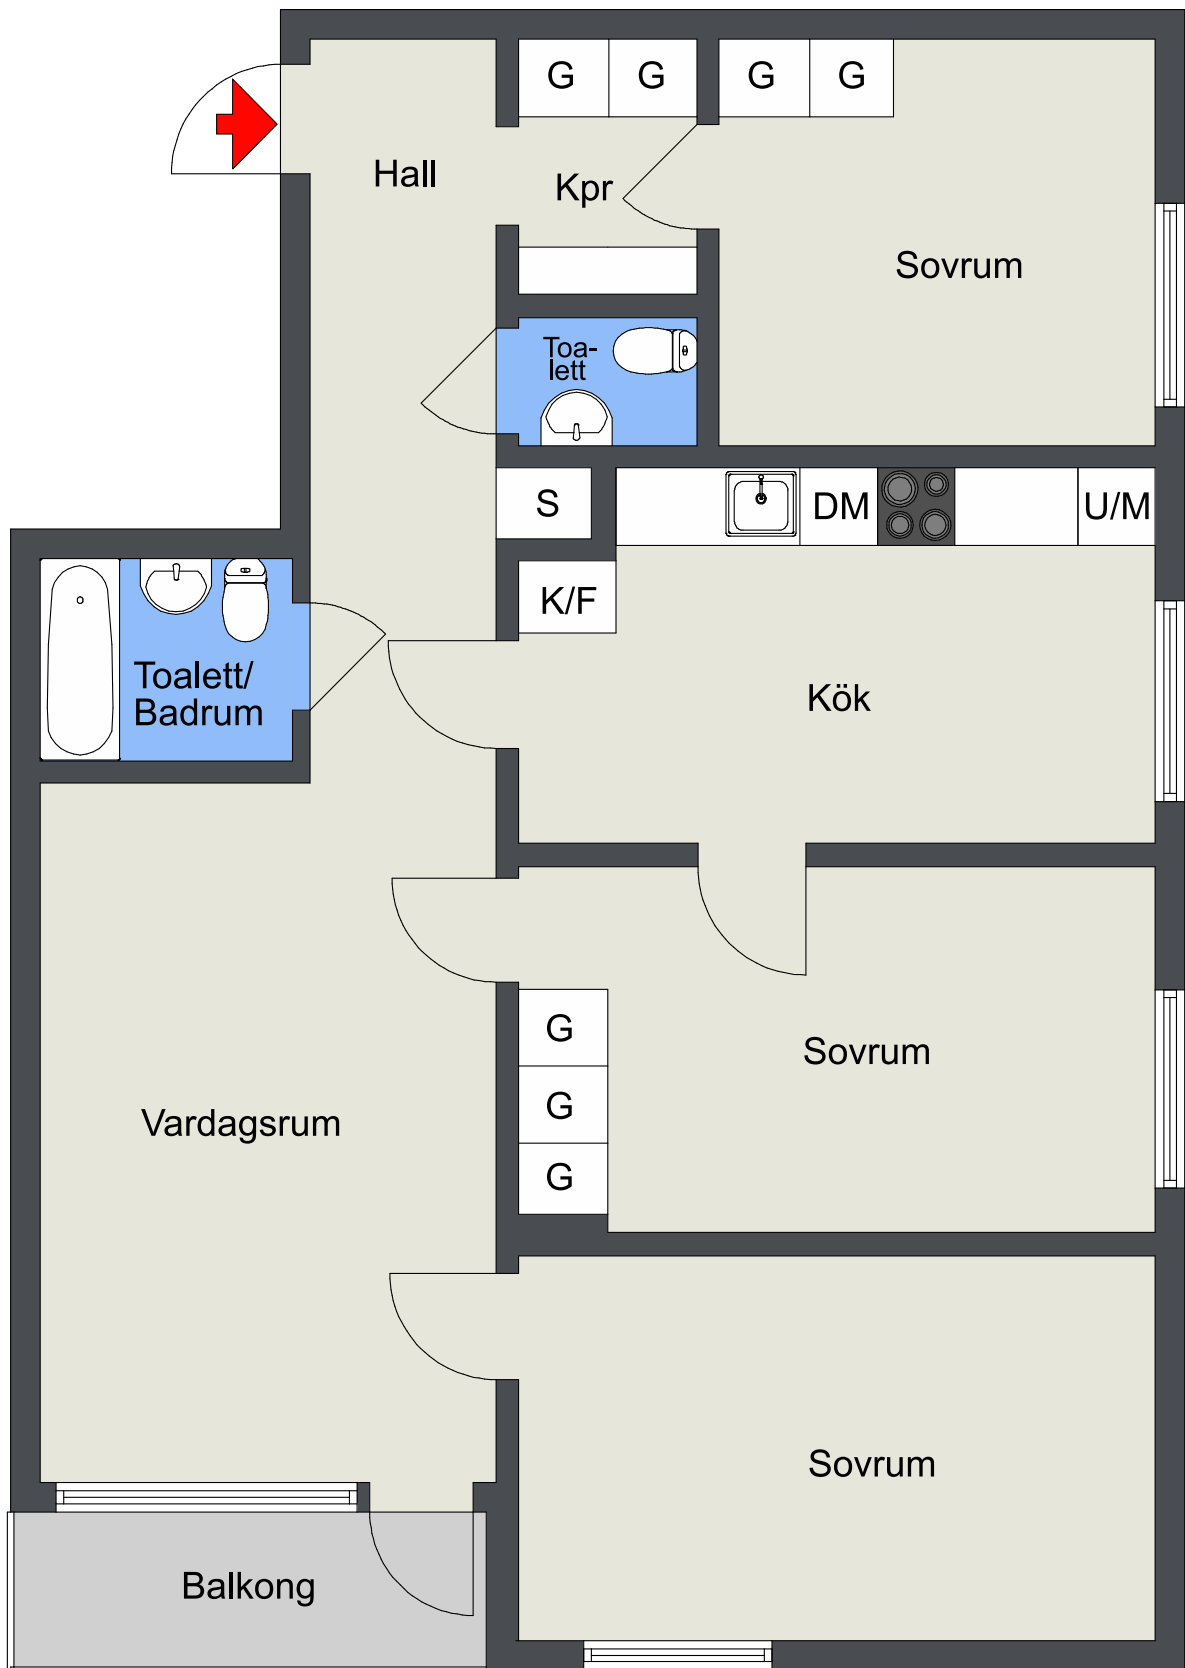 G
G
G
G
Hall
Kpr
Sovrum
Toa-
lett
S
DM
U/M
K/F
Toalett/
Badrum
Kök
G
Sovrum
G
Vardagsrum
G
Sovrum
Balkong